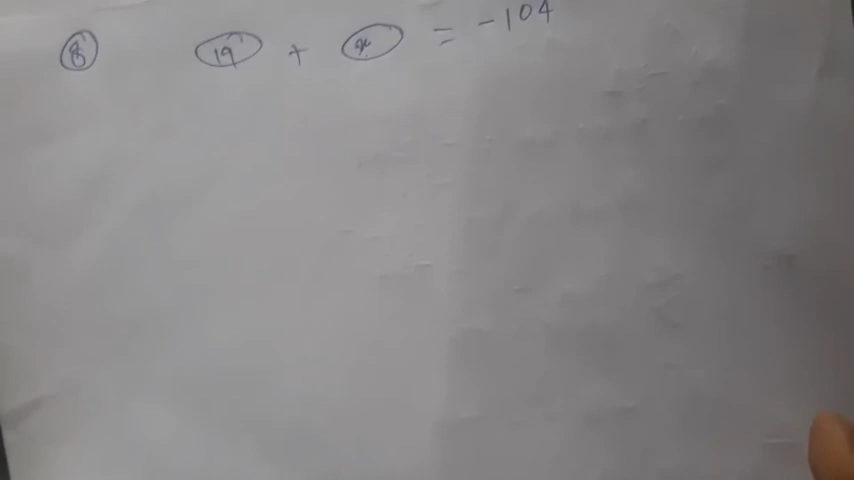 8 19 + x = -104